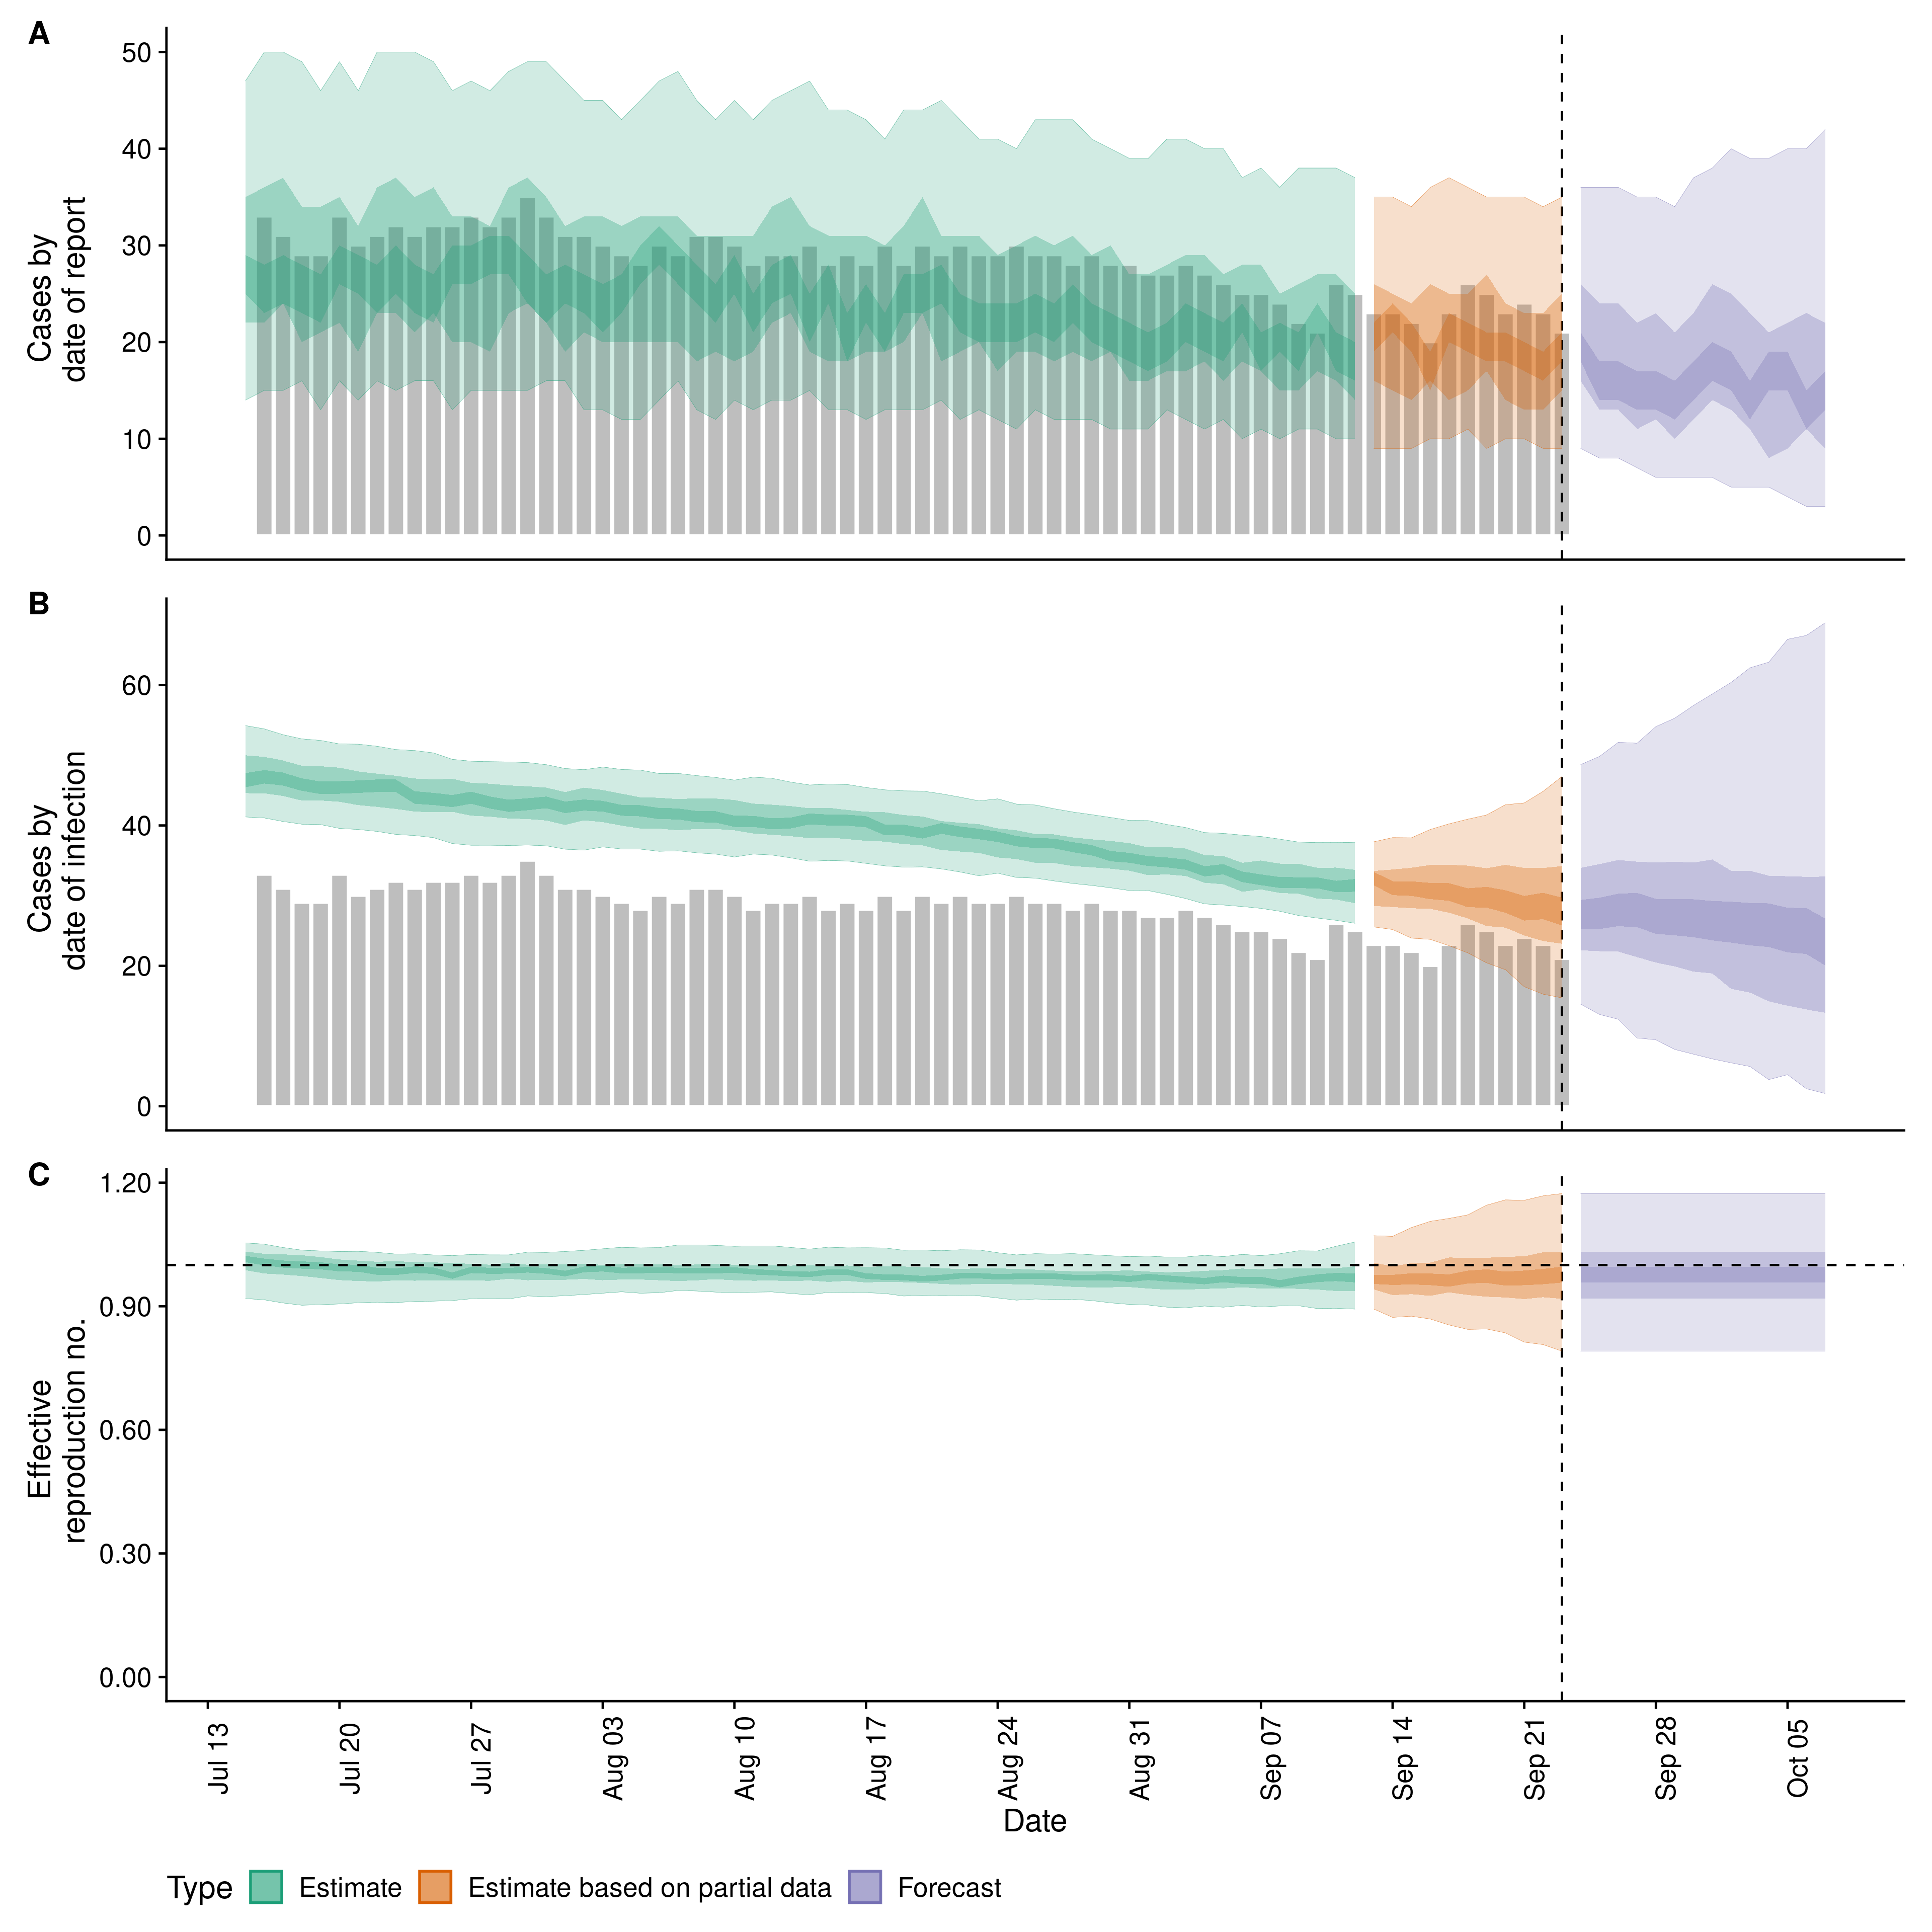 A
Cases by
date of report
50
40
30
20
10
0
B
Cases by
date of infection
60
40
20
0
C
Effective
reproduction no.
1.20
0.90
0.60
0.30
0.00
Jul 13
Jul 20
Jul 27
Aug 03
Aug 10
Aug 17
Aug 24
Aug 31
Sep 07
Sep 14
Sep 21
Sep 28
Oct 05
Date
Type Estimate Estimate based on partial data Forecast